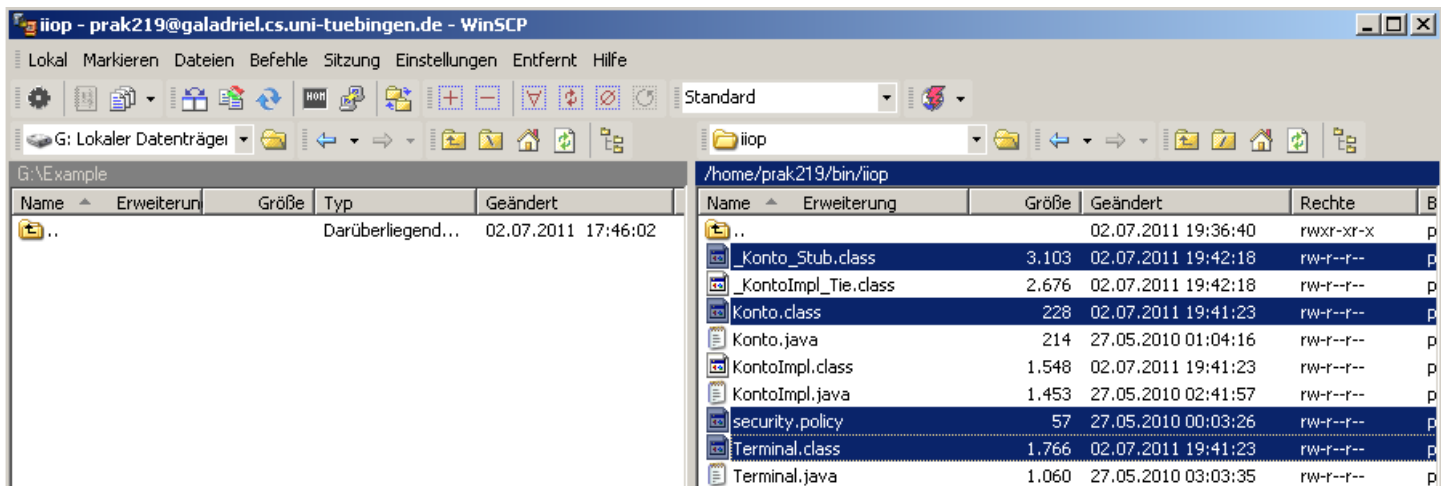 iiop - prak219@galadriel.cs.uni-tuebingen.de - WinSCP
Lokal Markieren Dateien Befehle Sitzung Einstellungen Entfernt Hilfe
Standard
G: Lokaler Datenträger iiop
G:\Example /home/prak219/bin/iiop
Name Erweiterun Größe Typ Geändert Name Erweiterung Größe Geändert Rechte B
.. Darüberliegend... 02.07.2011 17:46:02 .. 02.07.2011 19:36:40 rwxr-xr-x p
_Konto_Stub.class 3.103 02.07.2011 19:42:18 rw-r--r-- p
_KontoImpl_Tie.class 2.676 02.07.2011 19:42:18 rw-r--r-- p
Konto.class 228 02.07.2011 19:41:23 rw-r--r-- p
Konto.java 214 27.05.2010 01:04:16 rw-r--r-- p
KontoImpl.class 1.548 02.07.2011 19:41:23 rw-r--r-- p
KontoImpl.java 1.453 27.05.2010 02:41:57 rw-r--r-- p
security.policy 57 27.05.2010 00:03:26 rw-r--r-- p
Terminal.class 1.766 02.07.2011 19:41:23 rw-r--r-- p
Terminal.java 1.060 27.05.2010 03:03:35 rw-r--r-- p